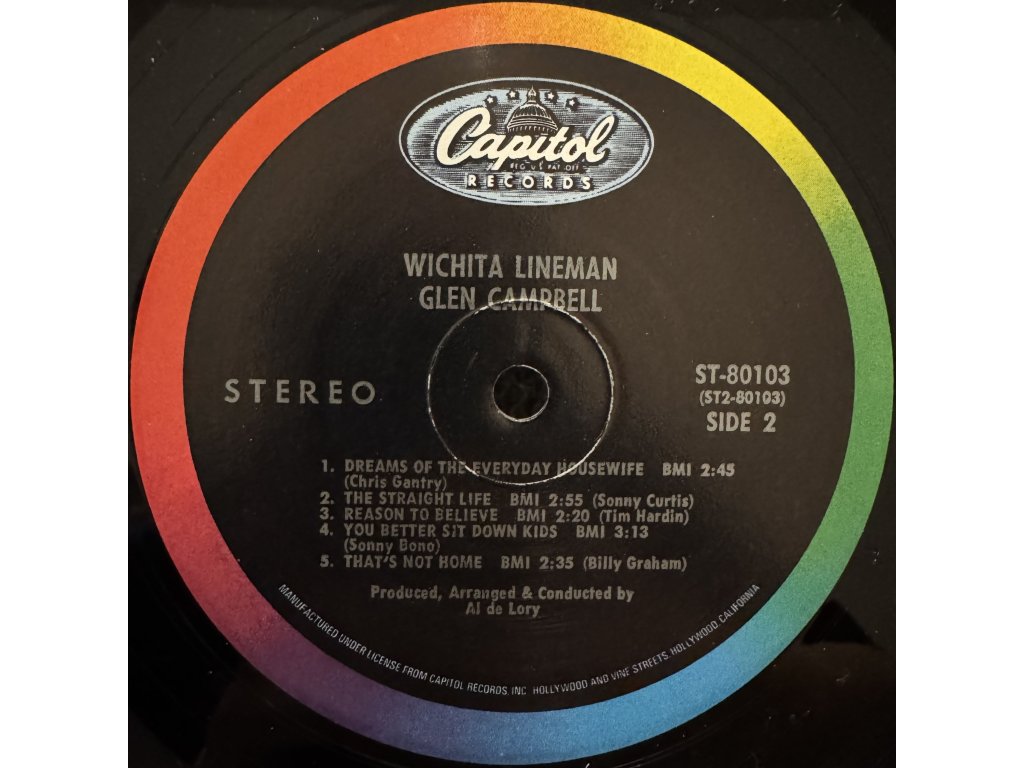 Capitol
REG. U.S. PAT. OFF.
RECORDS
WICHITA LINEMAN
GLEN CAMPBELL
STEREO
ST-80103
(ST2-80103)
SIDE 2
1. DREAMS OF THE EVERYDAY HOUSEWIFE BMI 2:45
(Chris Gantry)
2. THE STRAIGHT LIFE BMI 2:55 (Sonny Curtis)
3. REASON TO BELIEVE BMI 2:20 (Tim Hardin)
4. YOU BETTER SIT DOWN KIDS BMI 3:13
(Sonny Bono)
5. THAT'S NOT HOME BMI 2:35 (Billy Graham)
Produced, Arranged & Conducted by
Al de Lory
MANUFACTURED UNDER LICENSE FROM CAPITOL RECORDS, INC. HOLLYWOOD AND VINE STREETS, HOLLYWOOD, CALIFORNIA